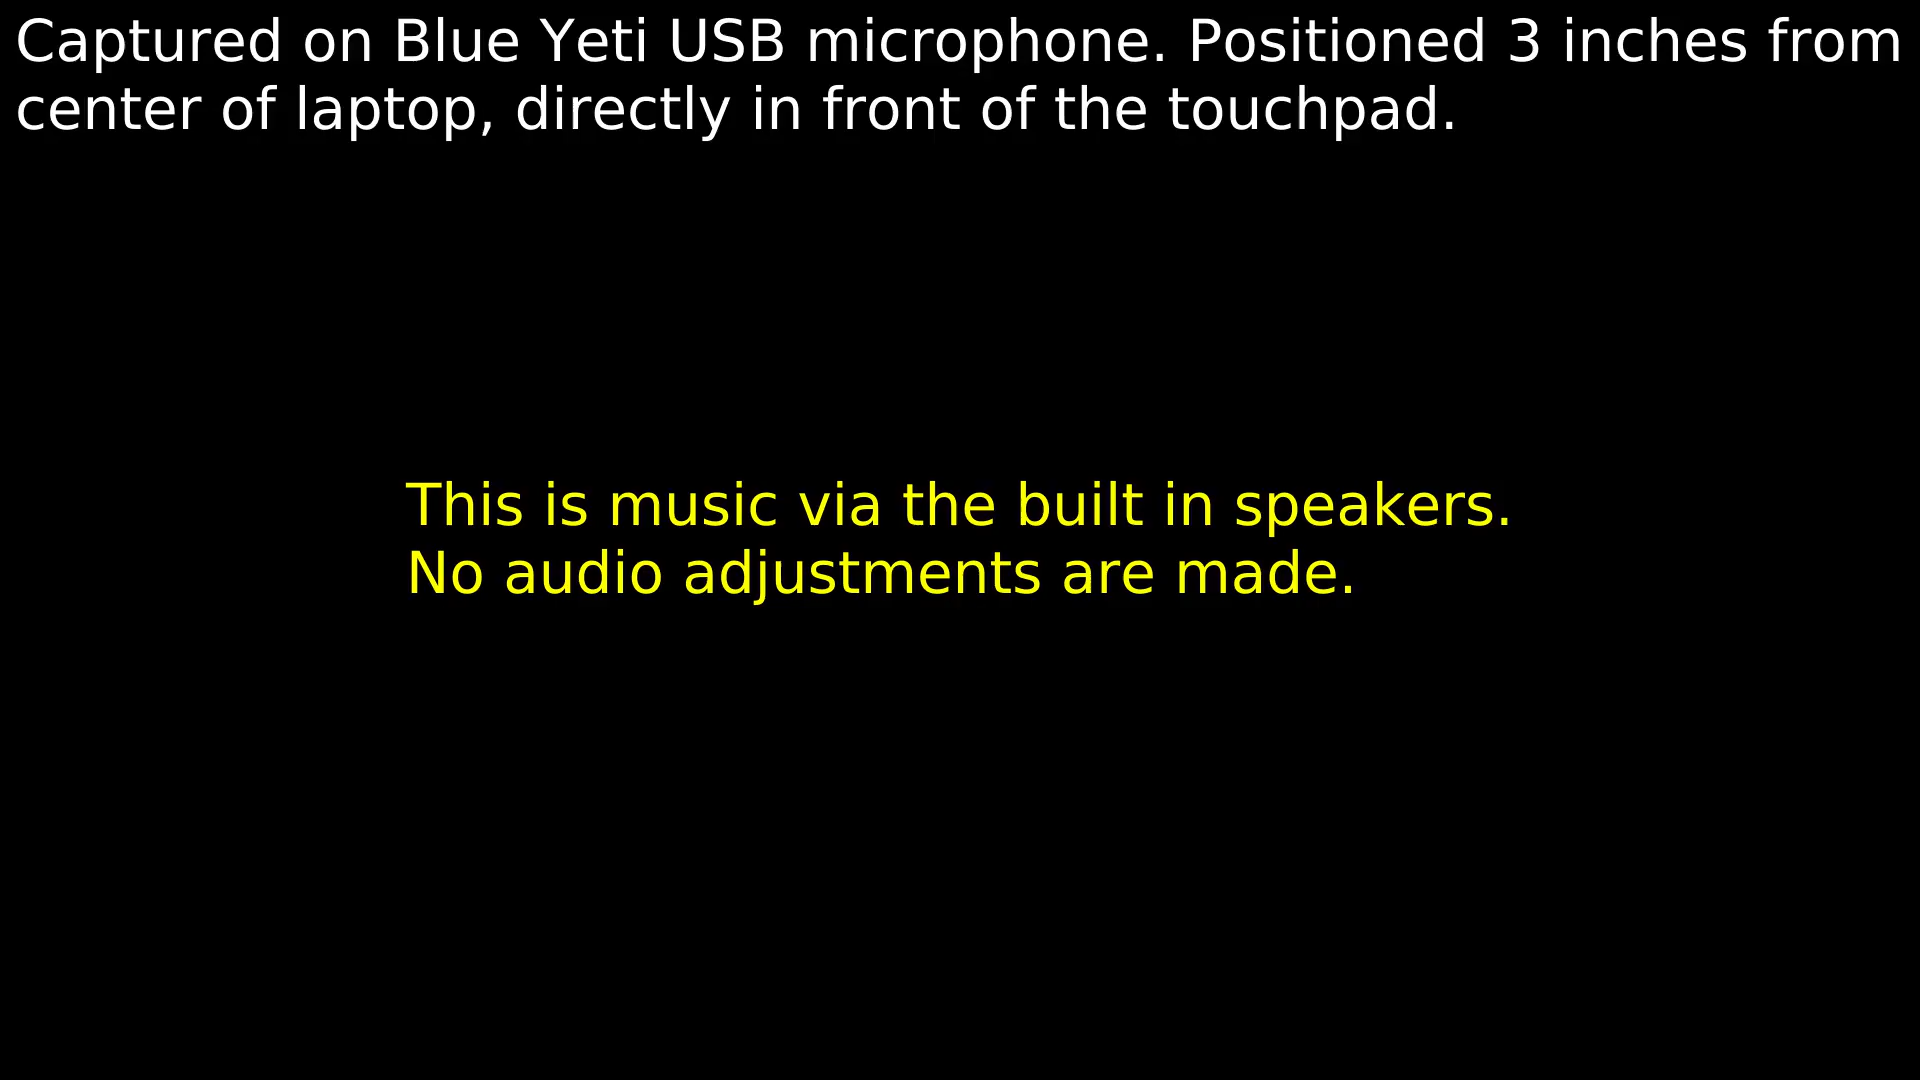 Captured on Blue Yeti USB microphone. Positioned 3 inches from
center of laptop, directly in front of the touchpad.
This is music via the built in speakers.
No audio adjustments are made.